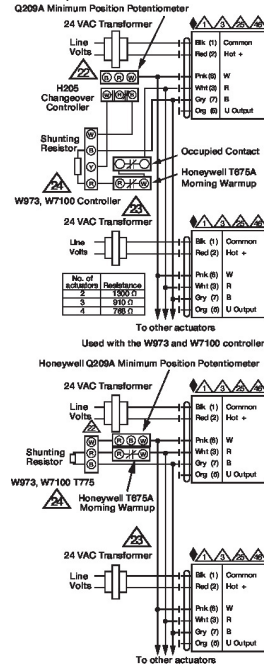 Q209A Minimum Position Potentiometer
24 VAC Transformer
Line
Volts
Blk (1) Common
Red (2) Hot +
22
B R W
W R
Pnk (6) W
Wht (3) R
Gry (7) B
Org (5) U Output
H205
Changeover
Controller
Shunting
Resistor
W
B
Y
R
Occupied Contact
Honeywell T675A
Morning Warmup
R W
24
W973, W7100 Controller
23
24 VAC Transformer
Line
Volts
Blk (1) Common
Red (2) Hot +
Pnk (6) W
Wht (3) R
Gry (7) B
Org (5) U Output
No. of
actuators Resistance
2 1300 Ω
3 910 Ω
4 768 Ω
To other actuators
Used with the W973 and W7100 controller
Honeywell Q209A Minimum Position Potentiometer
24 VAC Transformer
Line
Volts
Blk (1) Common
Red (2) Hot +
22
W
R
B
R B W
R W
Pnk (6) W
Wht (3) R
Gry (7) B
Org (5) U Output
Shunting
Resistor
W973, W7100 T775
24
Honeywell T675A
Morning Warmup
23
24 VAC Transformer
Line
Volts
Blk (1) Common
Red (2) Hot +
Pnk (6) W
Wht (3) R
Gry (7) B
Org (5) U Output
To other actuators